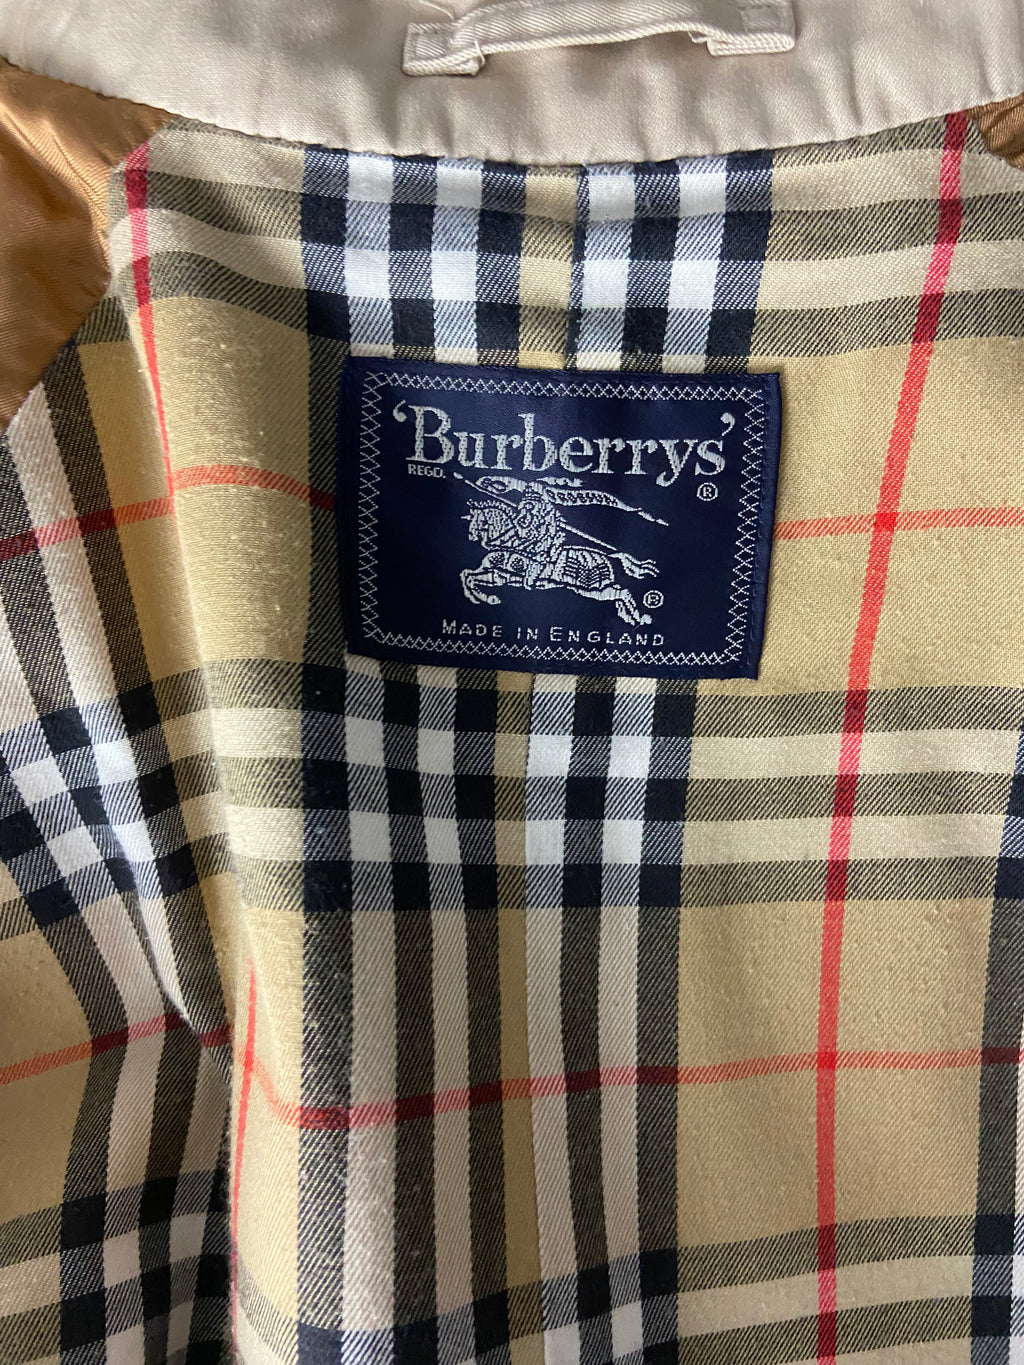 ‘Burberrys’
REGD. ®
®
MADE IN ENGLAND